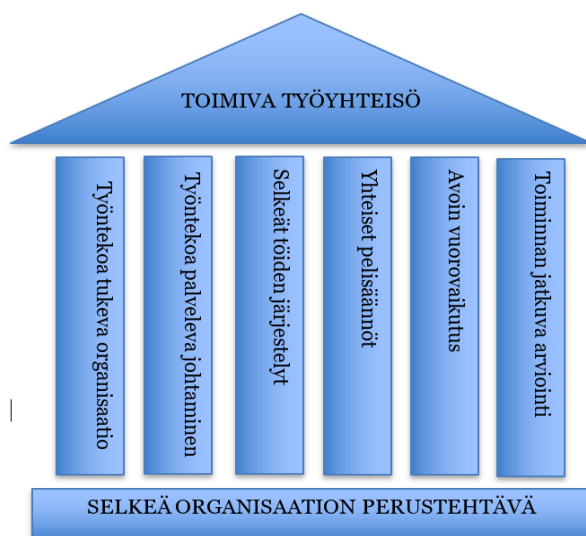 TOIMIVA TYÖYHTEISÖ
Työntekoa tukeva organisaatio
Työntekoa palveleva johtaminen
Selkeät töiden järjestelyt
Yhteiset pelisäännöt
Avoin vuorovaikutus
Toiminnan jatkuva arviointi
SELKEÄ ORGANISAATION PERUSTEHTÄVÄ